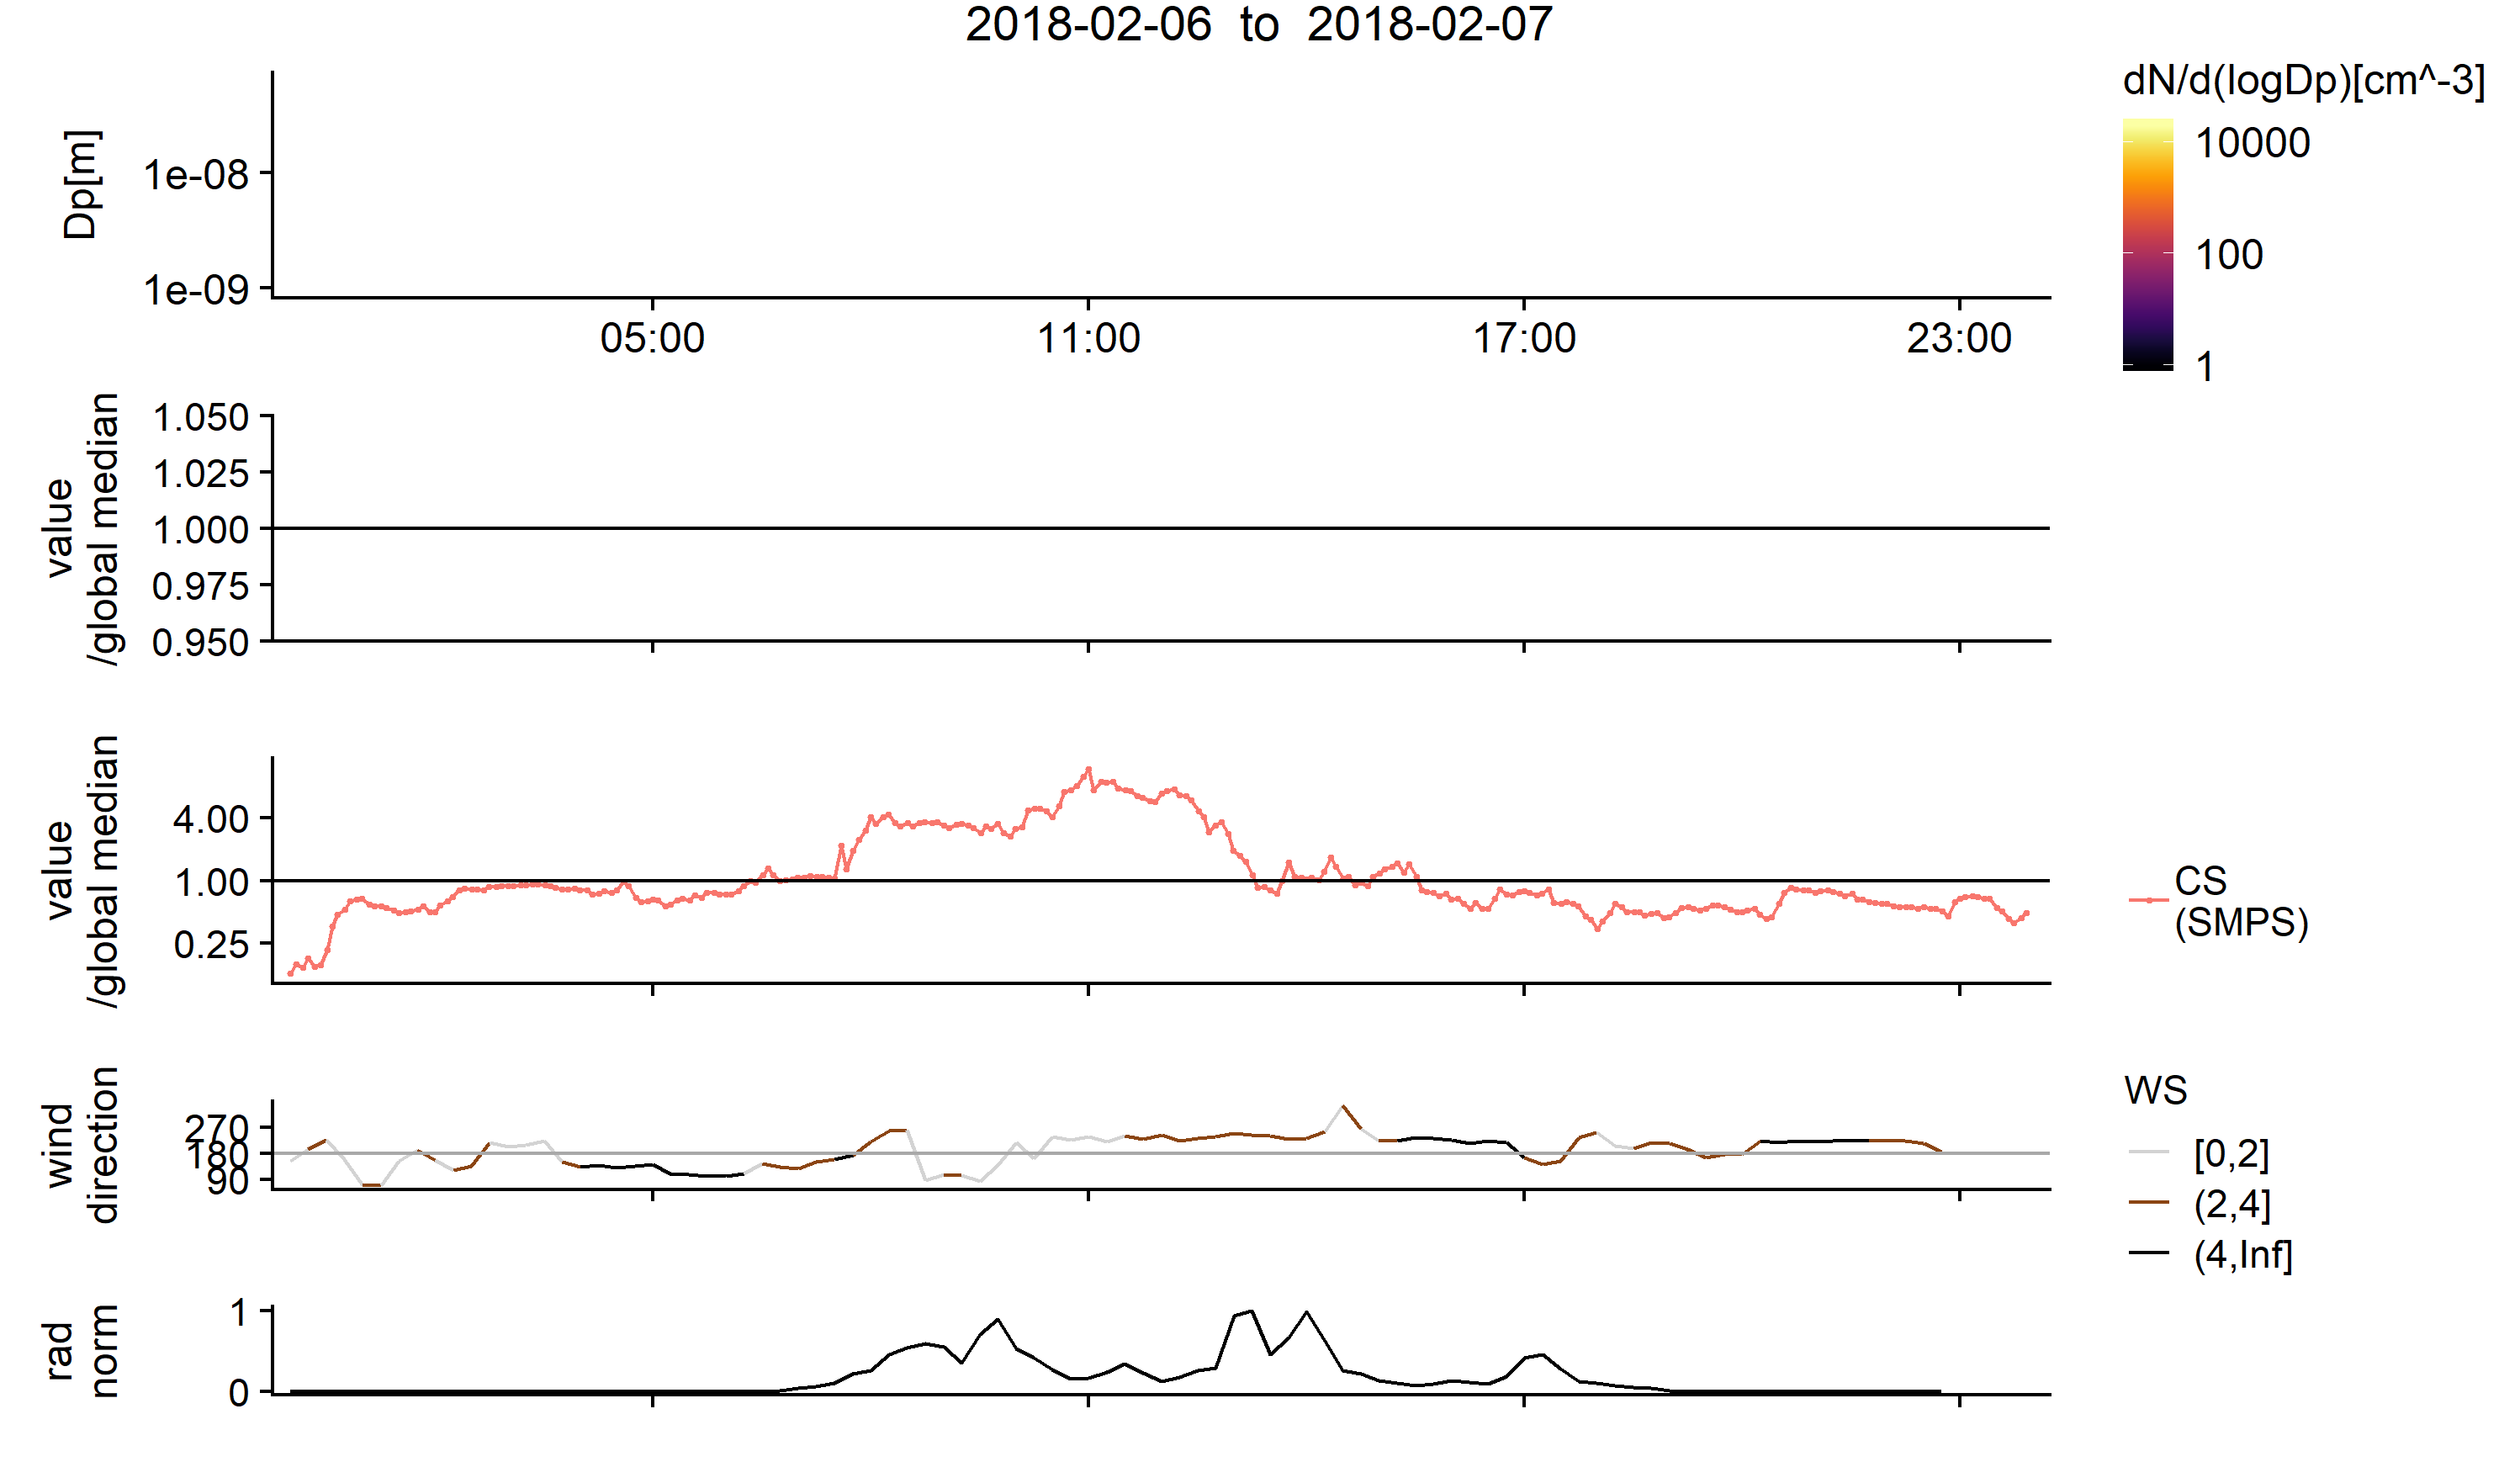 2018-02-06 to 2018-02-07
Dp[m]
1e-08
1e-09
05:00 11:00 17:00 23:00
dN/d(logDp)[cm^-3]
10000
100
1
value
/global median
1.050
1.025
1.000
0.975
0.950
value
/global median
4.00
1.00
0.25
CS
(SMPS)
wind
direction
270
180
90
WS
[0,2]
(2,4]
(4,Inf]
rad
norm
1
0